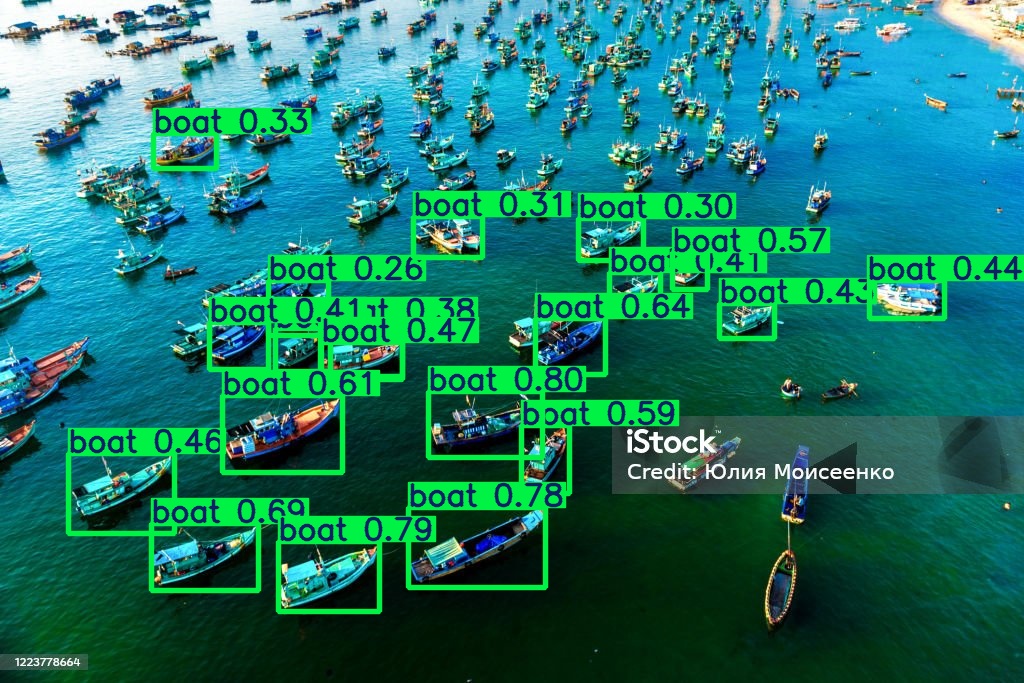 boat 0.33
boat 0.31
boat 0.30
boat 0.57
boat 0.41
boat 0.26
boat 0.44
boat 0.43
boat 0.41
0.38
boat 0.64
boat 0.47
boat 0.61
boat 0.80
boat 0.59
boat 0.46
iStock™
Credit: Юлия Моисеенко
boat 0.78
boat 0.69
boat 0.79
1223778664